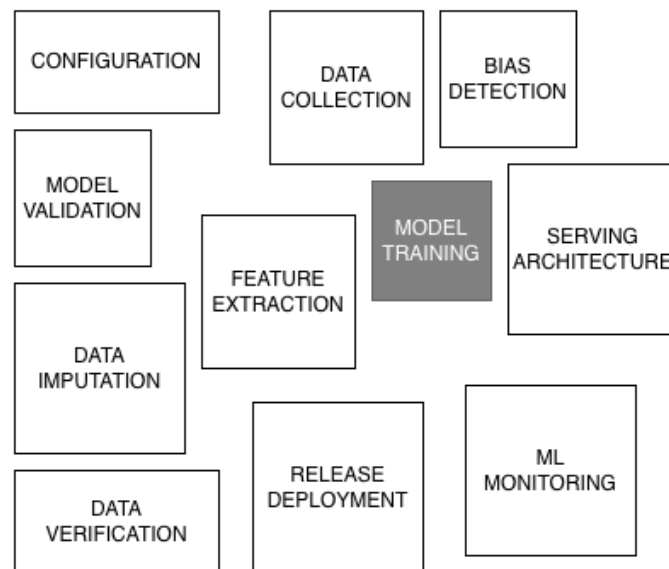 CONFIGURATION
DATA
COLLECTION
BIAS
DETECTION
MODEL
VALIDATION
FEATURE
EXTRACTION
MODEL
TRAINING
SERVING
ARCHITECTURE
DATA
IMPUTATION
RELEASE
DEPLOYMENT
ML
MONITORING
DATA
VERIFICATION